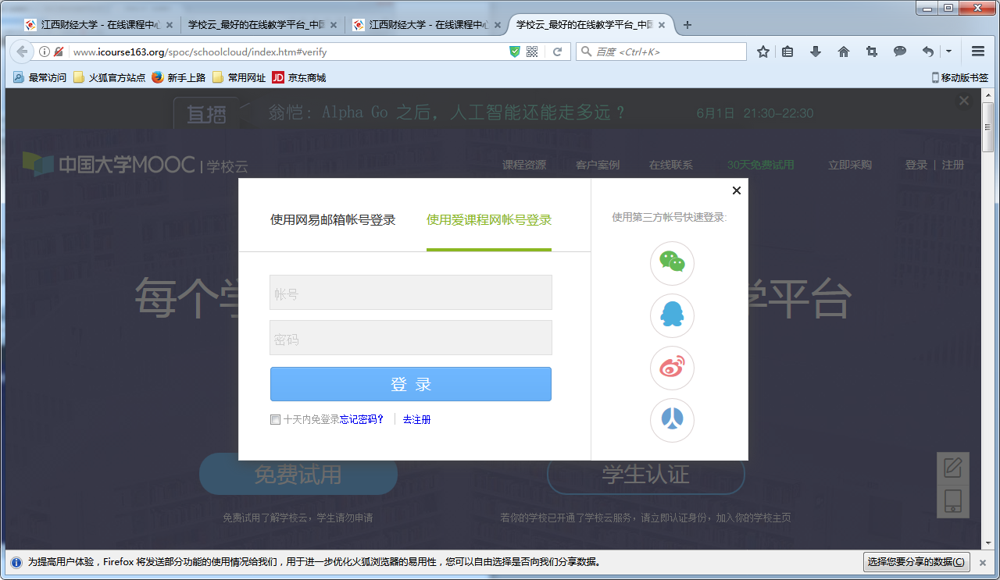 江西财经大学 - 在线课程中心
学校云_最好的在线教学平台_中国
江西财经大学 - 在线课程中心
学校云_最好的在线教学平台_中国
www.icourse163.org/spoc/schoolcloud/index.htm#verify
百度 <Ctrl+K>
最常访问 火狐官方站点 新手上路 常用网址 JD 京东商城 移动版书签
直播 翁恺：Alpha Go 之后，人工智能还能走多远？ 6月1日 21:30-22:30
中国大学MOOC | 学校云 课程资源 客户案例 在线联系 30天免费试用 立即采购 登录 | 注册
使用网易邮箱帐号登录 使用爱课程网帐号登录
使用第三方帐号快速登录:
帐号
密码
登 录
十天内免登录 忘记密码? 去注册
每个学
学平台
免费试用 学生认证
免费试用了解学校云，学生请勿申请
若你的学校已开通了学校云服务，请立即认证身份，加入你的学校主页
为提高用户体验，Firefox 将发送部分功能的使用情况给我们，用于进一步优化火狐浏览器的易用性，您可以自由选择是否向我们分享数据。
选择您要分享的数据(C)